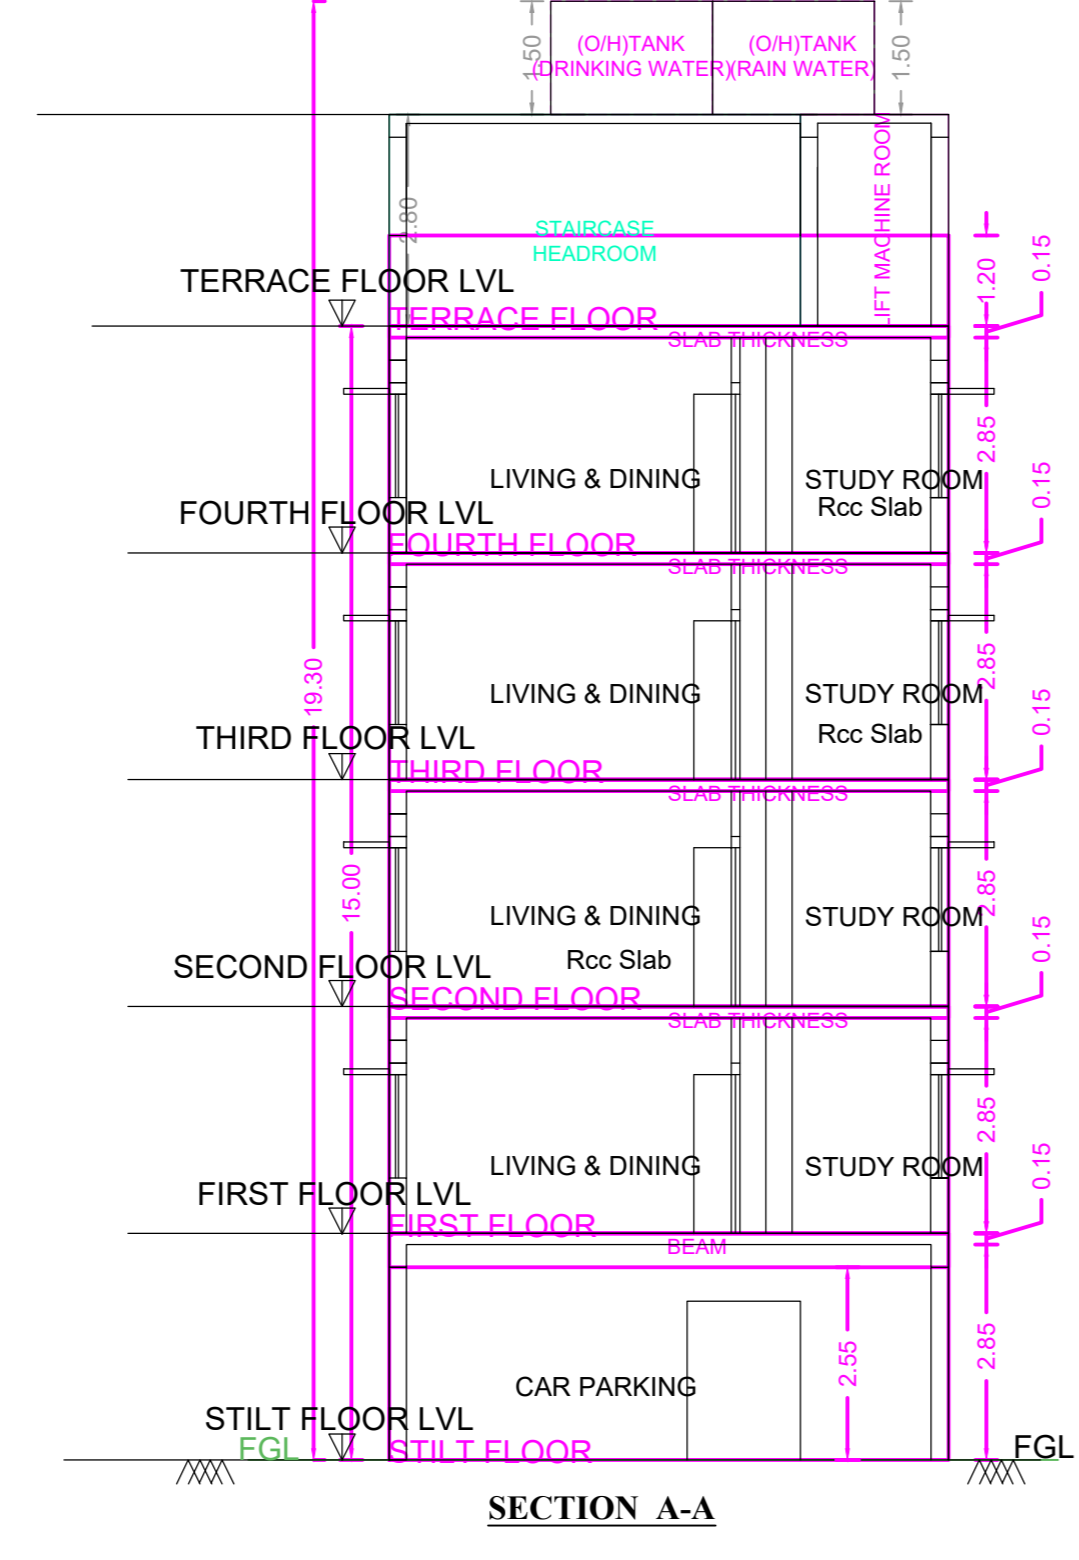 (O/H)TANK
(DRINKING WATER)
(O/H)TANK
(RAIN WATER)
1.50
1.50
LIFT MACHINE ROOM
2.80
STAIRCASE
HEADROOM
TERRACE FLOOR LVL
TERRACE FLOOR
1.20
0.15
SLAB THICKNESS
2.85
LIVING & DINING
STUDY ROOM
Rcc Slab
FOURTH FLOOR LVL
FOURTH FLOOR
0.15
SLAB THICKNESS
2.85
19.30
LIVING & DINING
STUDY ROOM
Rcc Slab
THIRD FLOOR LVL
THIRD FLOOR
0.15
SLAB THICKNESS
2.85
15.00
LIVING & DINING
STUDY ROOM
Rcc Slab
SECOND FLOOR LVL
SECOND FLOOR
0.15
SLAB THICKNESS
2.85
LIVING & DINING
STUDY ROOM
FIRST FLOOR LVL
FIRST FLOOR
0.15
BEAM
2.85
2.55
CAR PARKING
STILT FLOOR LVL
FGL
STILT FLOOR
FGL
SECTION A-A